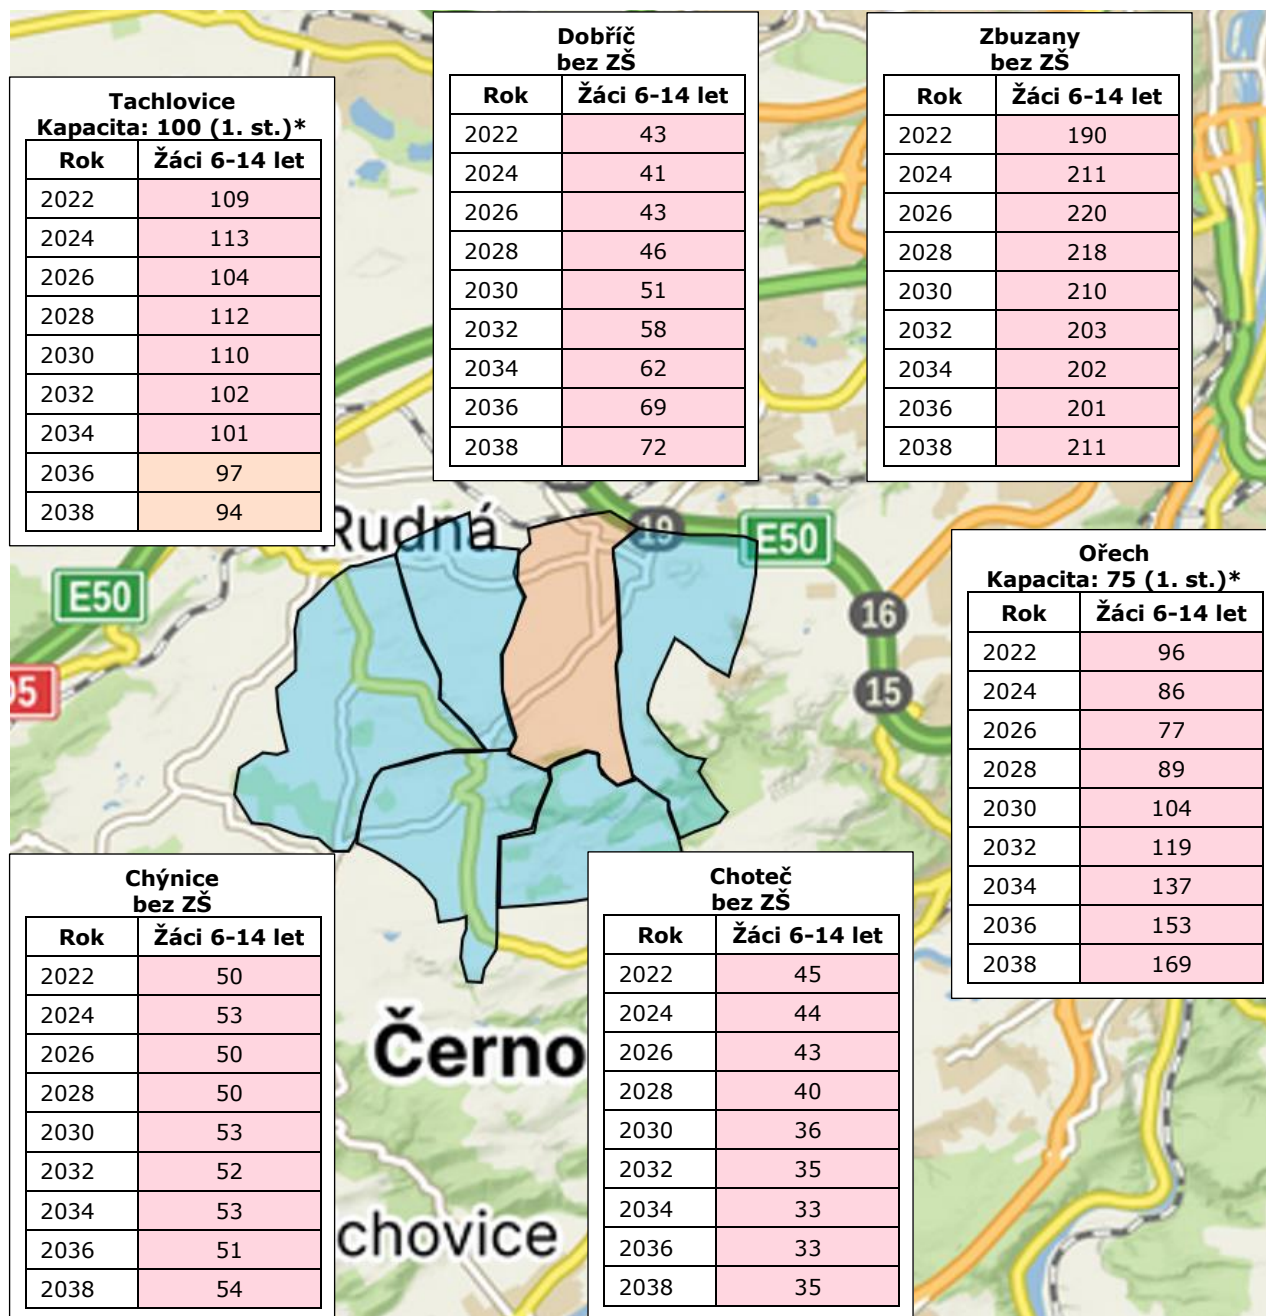 Dobříč
bez ZŠ
Rok Žáci 6-14 let
2022 43
2024 41
2026 43
2028 46
2030 51
2032 58
2034 62
2036 69
2038 72
Zbuzany
bez ZŠ
Rok Žáci 6-14 let
2022 190
2024 211
2026 220
2028 218
2030 210
2032 203
2034 202
2036 201
2038 211
Tachlovice
Kapacita: 100 (1. st.)*
Rok Žáci 6-14 let
2022 109
2024 113
2026 104
2028 112
2030 110
2032 102
2034 101
2036 97
2038 94
Rudná
19
E50
E50
16
15
05
Ořech
Kapacita: 75 (1. st.)*
Rok Žáci 6-14 let
2022 96
2024 86
2026 77
2028 89
2030 104
2032 119
2034 137
2036 153
2038 169
Chýnice
bez ZŠ
Rok Žáci 6-14 let
2022 50
2024 53
2026 50
2028 50
2030 53
2032 52
2034 53
2036 51
2038 54
Choteč
bez ZŠ
Rok Žáci 6-14 let
2022 45
2024 44
2026 43
2028 40
2030 36
2032 35
2034 33
2036 33
2038 35
Černo
chovice